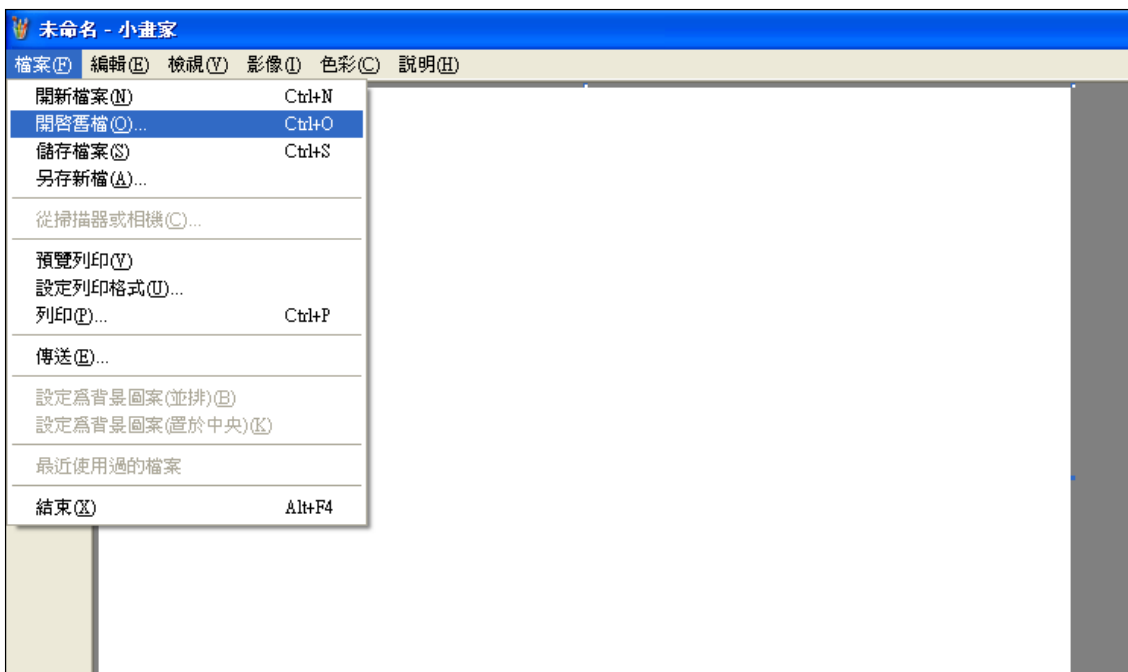 未命名 - 小畫家
檔案(F) 編輯(E) 檢視(V) 影像(I) 色彩(C) 說明(H)
開新檔案(N) Ctrl+N
開啓舊檔(O)... Ctrl+O
儲存檔案(S) Ctrl+S
另存新檔(A)...
從掃描器或相機(C)...
預覽列印(V)
設定列印格式(U)...
列印(P)... Ctrl+P
傳送(E)...
設定爲背景圖案(並排)(B)
設定爲背景圖案(置於中央)(K)
最近使用過的檔案
結束(X) Alt+F4